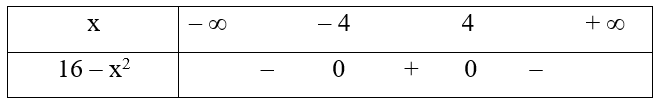 x – ∞ – 4 4 + ∞
16 – x² – 0 + 0 –